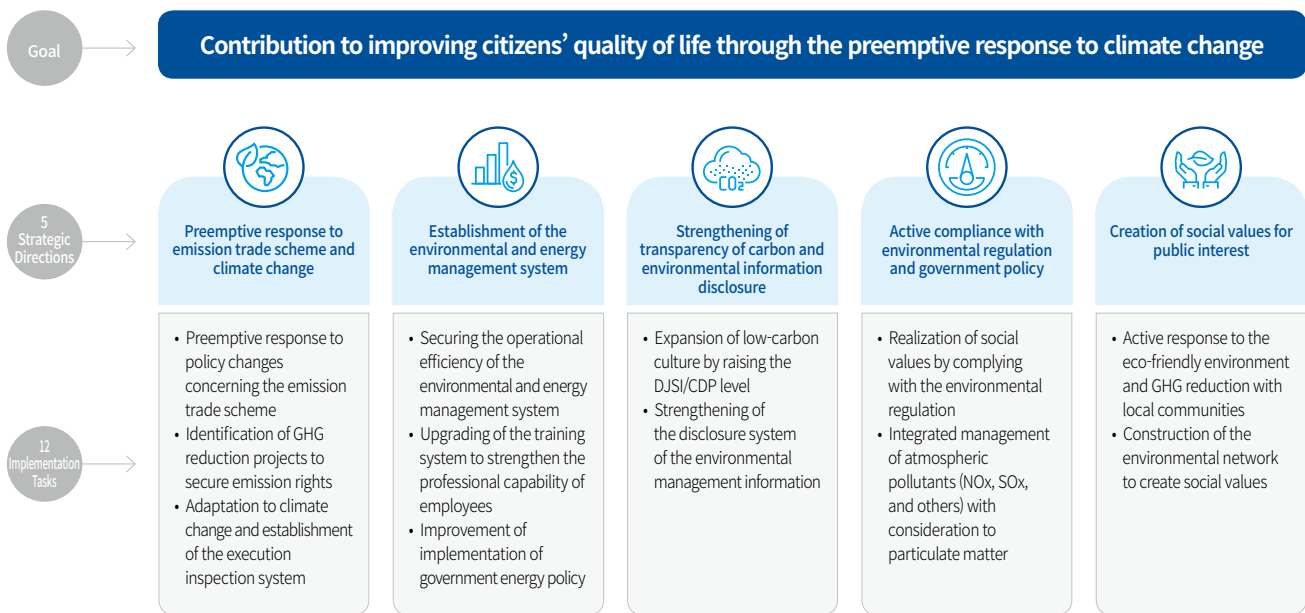 Goal
Contribution to improving citizens’ quality of life through the preemptive response to climate change
5
Strategic
Directions
Preemptive response to
emission trade scheme and
climate change
Establishment of the
environmental and energy
management system
CO₂
Strengthening of
transparency of carbon and
environmental information
disclosure
Active compliance with
environmental regulation
and government policy
Creation of social values for
public interest
12
Implementation
Tasks
• Preemptive response to
policy changes
concerning the emission
trade scheme
• Identification of GHG
reduction projects to
secure emission rights
• Adaptation to climate
change and establishment
of the execution
inspection system
• Securing the operational
efficiency of the
environmental and energy
management system
• Upgrading of the training
system to strengthen the
professional capability of
employees
• Improvement of
implementation of
government energy policy
• Expansion of low-carbon
culture by raising the
DJSI/CDP level
• Strengthening of
the disclosure system
of the environmental
management information
• Realization of social
values by complying
with the environmental
regulation
• Integrated management
of atmospheric
pollutants (NOx, SOx,
and others) with
consideration to
particulate matter
• Active response to the
eco-friendly environment
and GHG reduction with
local communities
• Construction of the
environmental network
to create social values